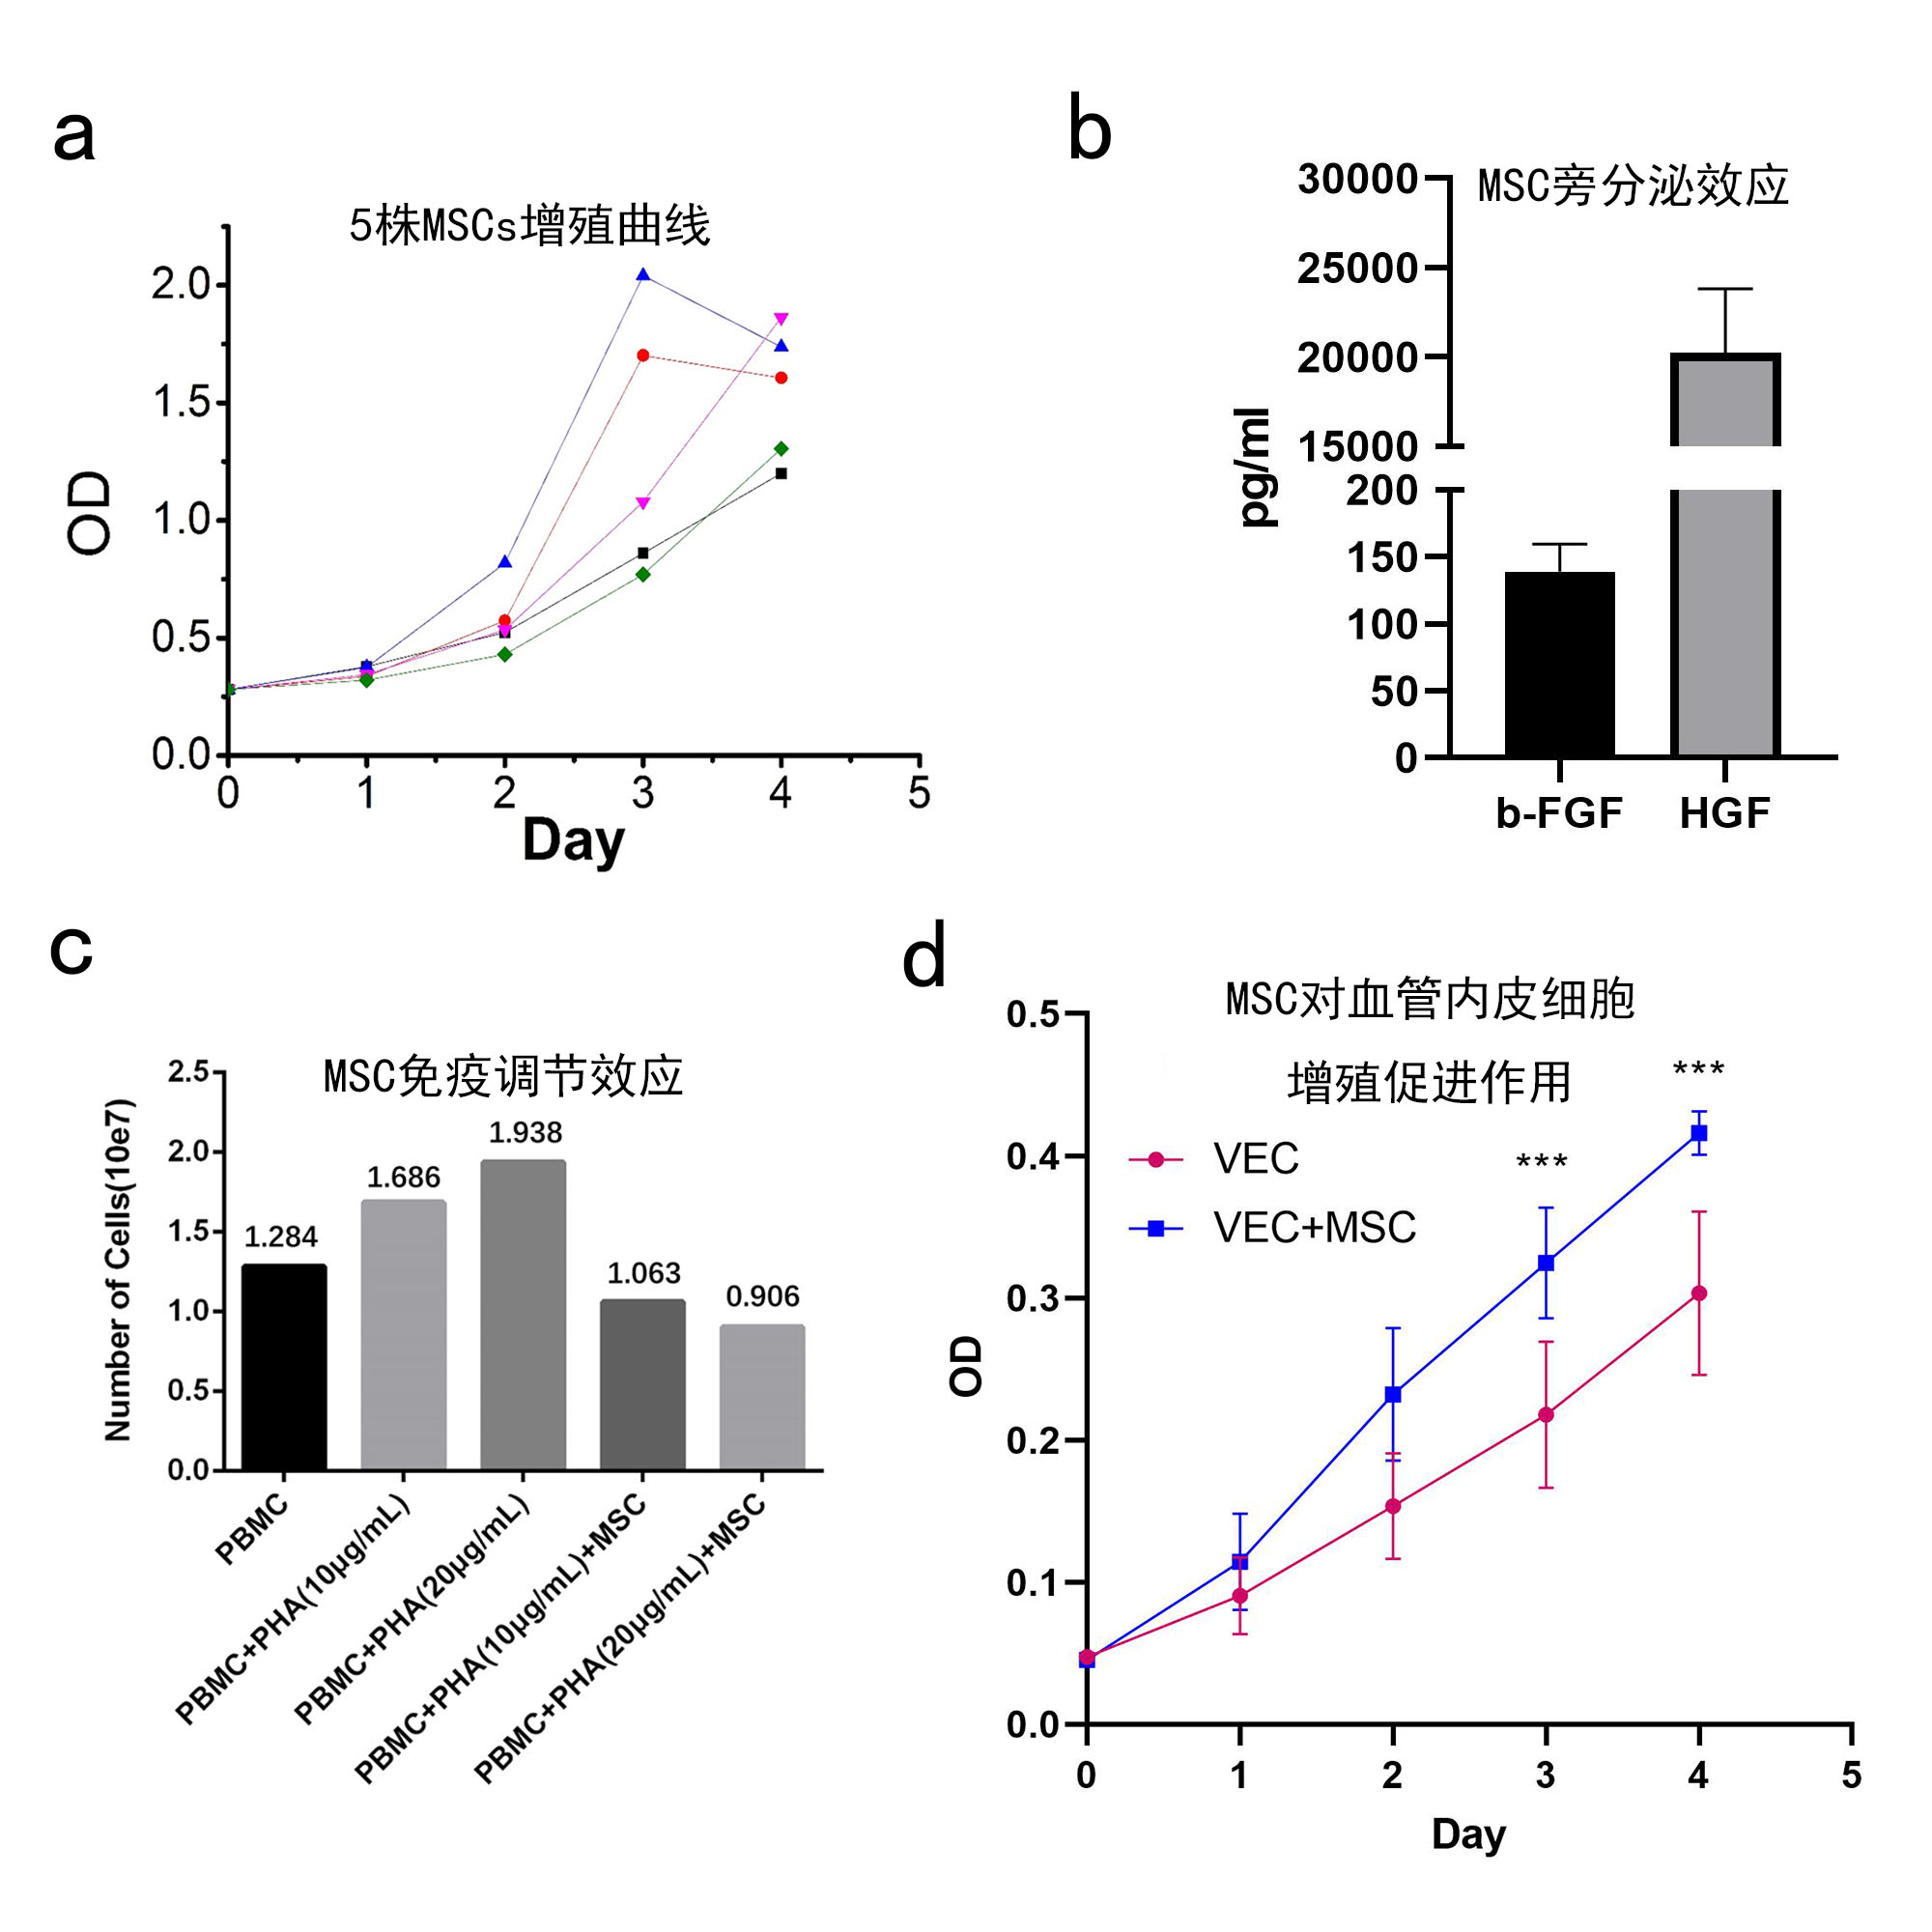 a
5株MSCs增殖曲线
OD
2.0
1.5
1.0
0.5
0.0
0 1 2 3 4 5
Day
b
MSC旁分泌效应
pg/ml
30000
25000
20000
15000
200
150
100
50
0
b-FGF HGF
c
MSC免疫调节效应
Number of Cells(10e7)
2.5
2.0
1.5
1.0
0.5
0.0
1.284
1.686
1.938
1.063
0.906
PBMC
PBMC+PHA(10μg/mL)
PBMC+PHA(20μg/mL)
PBMC+PHA(10μg/mL)+MSC
PBMC+PHA(20μg/mL)+MSC
d
MSC对血管内皮细胞
增殖促进作用
OD
0.5
0.4
0.3
0.2
0.1
0.0
VEC
VEC+MSC
***
***
0 1 2 3 4 5
Day